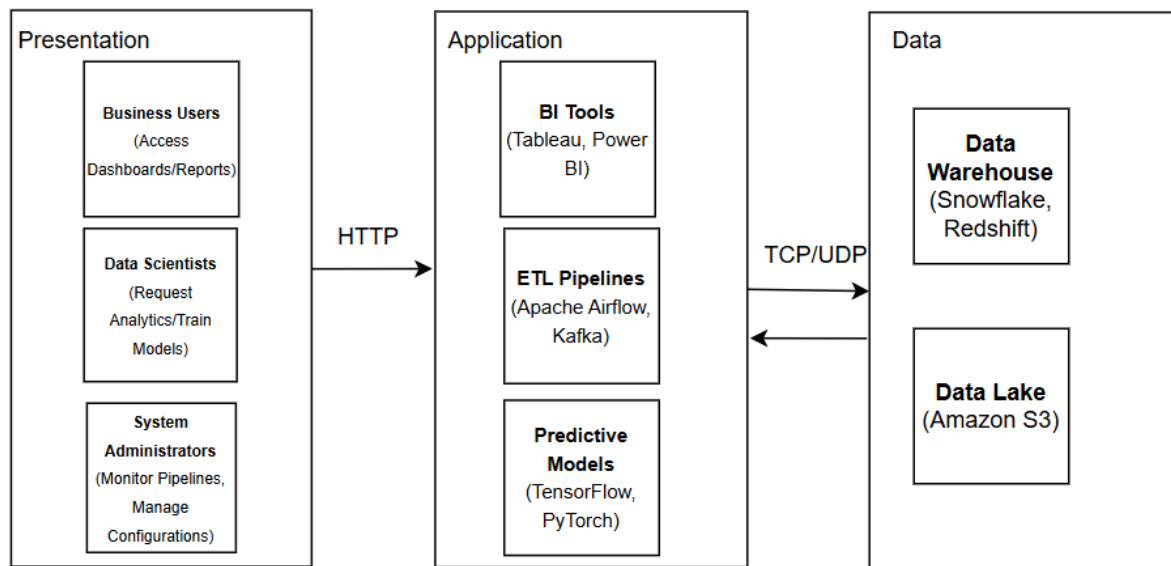 Presentation
Business Users
(Access
Dashboards/Reports)
Data Scientists
(Request
Analytics/Train
Models)
System
Administrators
(Monitor Pipelines,
Manage
Configurations)
HTTP
Application
BI Tools
(Tableau, Power
BI)
ETL Pipelines
(Apache Airflow,
Kafka)
Predictive
Models
(TensorFlow,
PyTorch)
TCP/UDP
Data
Data
Warehouse
(Snowflake,
Redshift)
Data Lake
(Amazon S3)